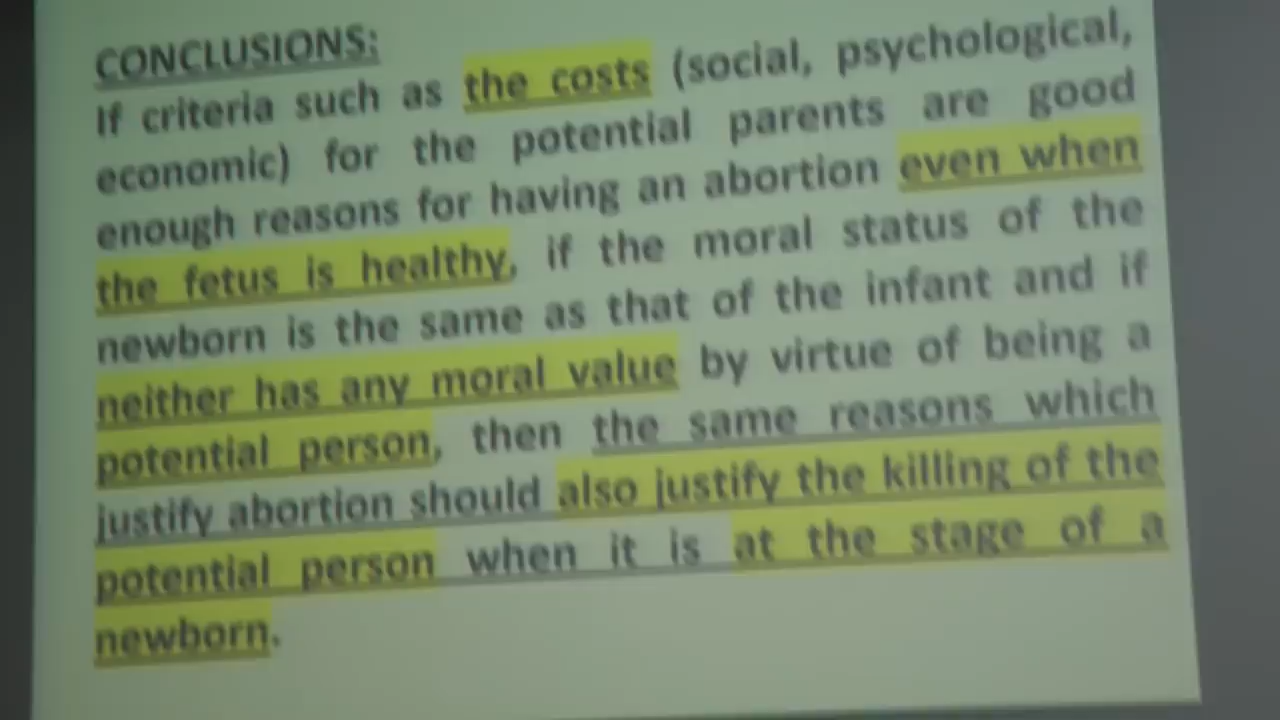 CONCLUSIONS:
If criteria such as the costs (social, psychological,
economic) for the potential parents are good
enough reasons for having an abortion even when
the fetus is healthy, if the moral status of the
newborn is the same as that of the infant and if
neither has any moral value by virtue of being a
potential person, then the same reasons which
justify abortion should also justify the killing of the
potential person when it is at the stage of a
newborn.